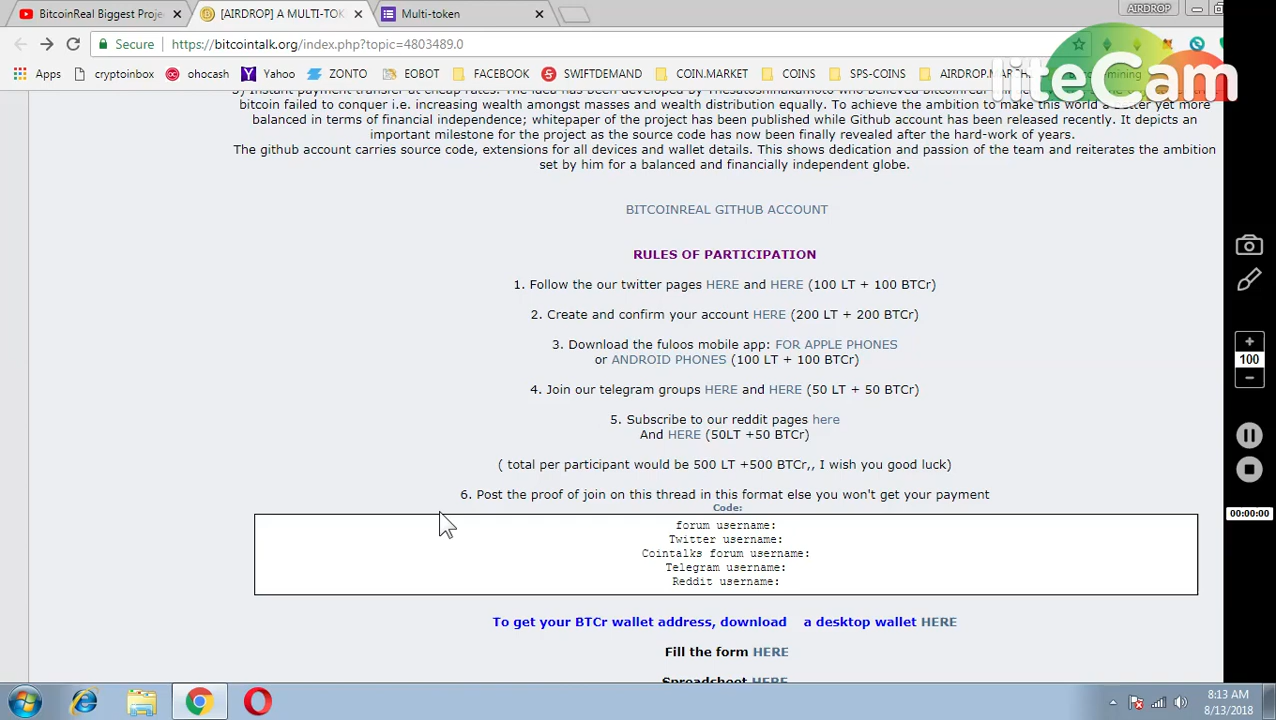 BitcoinReal Biggest Proje
[AIRDROP] A MULTI-TOK
Multi-token
AIRDROP
Secure
https://bitcointalk.org/index.php?topic=4803489.0
Apps
cryptoinbox
ohocash
Yahoo
ZONTO
EOBOT
FACEBOOK
SWIFTDEMAND
COIN.MARKET
COINS
SPS-COINS
liteCam
bitcoin failed to conquer i.e. increasing wealth amongst masses and wealth distribution equally. To achieve the ambition to make this world a better yet more
balanced in terms of financial independence; whitepaper of the project has been published while Github account has been released recently. It depicts an
important milestone for the project as the source code has now been finally revealed after the hard-work of years.
The github account carries source code, extensions for all devices and wallet details. This shows dedication and passion of the team and reiterates the ambition
set by him for a balanced and financially independent globe.
BITCOINREAL GITHUB ACCOUNT
RULES OF PARTICIPATION
1. Follow the our twitter pages HERE and HERE (100 LT + 100 BTCr)
2. Create and confirm your account HERE (200 LT + 200 BTCr)
3. Download the fuloos mobile app: FOR APPLE PHONES
or ANDROID PHONES (100 LT + 100 BTCr)
4. Join our telegram groups HERE and HERE (50 LT + 50 BTCr)
5. Subscribe to our reddit pages here
And HERE (50LT +50 BTCr)
( total per participant would be 500 LT +500 BTCr,, I wish you good luck)
6. Post the proof of join on this thread in this format else you won't get your payment
Code:
forum username:
Twitter username:
Cointalks forum username:
Telegram username:
Reddit username:
To get your BTCr wallet address, download a desktop wallet HERE
Fill the form HERE
Spreadsheet HERE
100
00:00:00
8:13 AM
8/13/2018